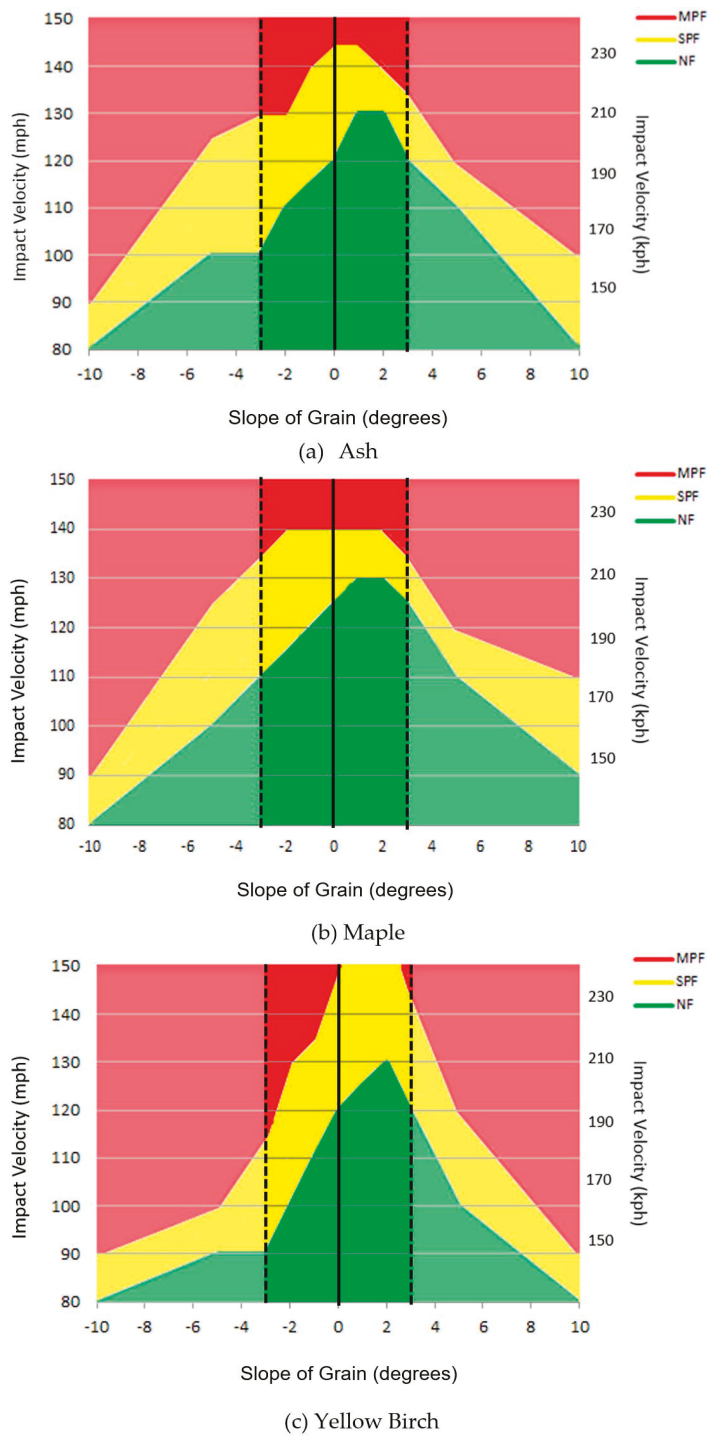 150
140
130
120
110
100
90
80
Impact Velocity (mph)
-10 -8 -6 -4 -2 0 2 4 6 8 10
Slope of Grain (degrees)
230
210
190
170
150
Impact Velocity (kph)
MPF
SPF
NF
(a) Ash
150
140
130
120
110
100
90
80
Impact Velocity (mph)
-10 -8 -6 -4 -2 0 2 4 6 8 10
Slope of Grain (degrees)
230
210
190
170
150
Impact Velocity (kph)
MPF
SPF
NF
(b) Maple
150
140
130
120
110
100
90
80
Impact Velocity (mph)
-10 -8 -6 -4 -2 0 2 4 6 8 10
Slope of Grain (degrees)
230
210
190
170
150
Impact Velocity (kph)
MPF
SPF
NF
(c) Yellow Birch